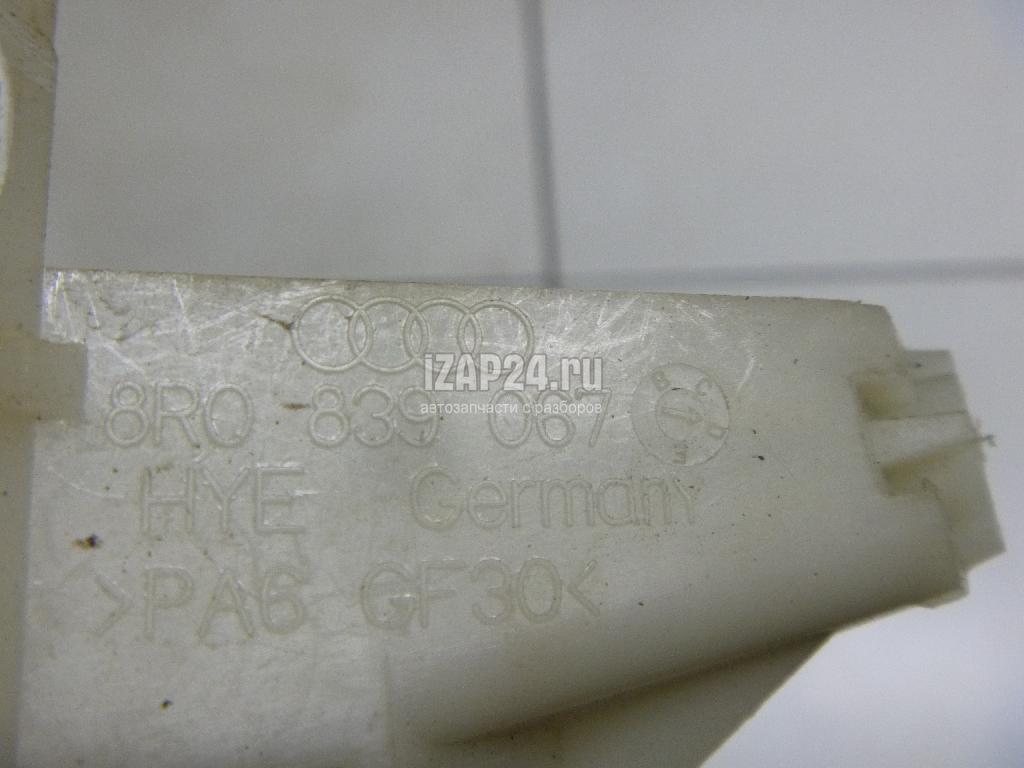 iZAP24.ru
автозапчасти с разборов
8R0 839 067
HYE Germany
>PA6 GF30<